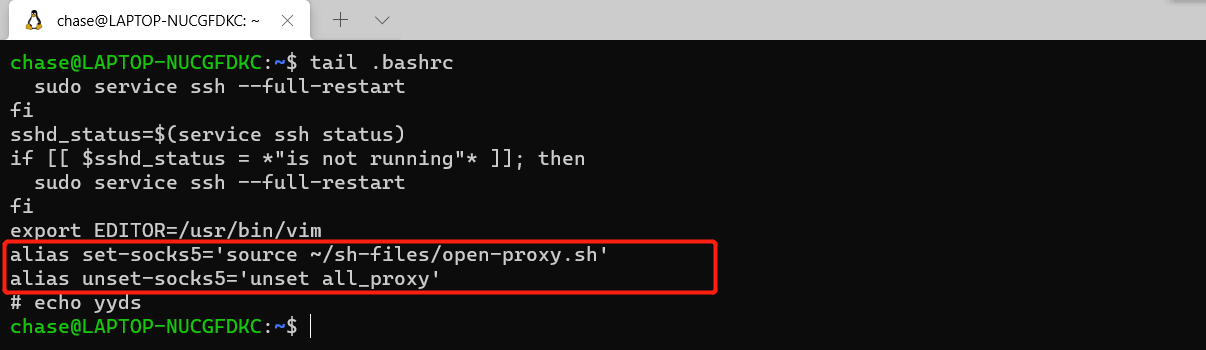 chase@LAPTOP-NUCGFDKC: ~
chase@LAPTOP-NUCGFDKC:~$ tail .bashrc
  sudo service ssh --full-restart
fi
sshd_status=$(service ssh status)
if [[ $sshd_status = *"is not running"* ]]; then
  sudo service ssh --full-restart
fi
export EDITOR=/usr/bin/vim
alias set-socks5='source ~/sh-files/open-proxy.sh'
alias unset-socks5='unset all_proxy'
# echo yyds
chase@LAPTOP-NUCGFDKC:~$